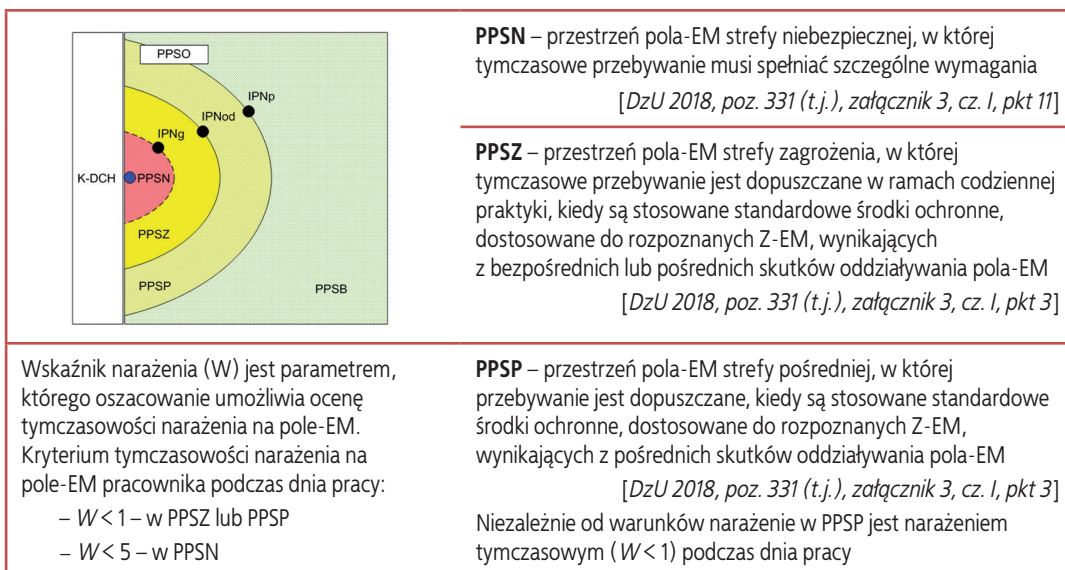 PPSO
IPNp
IPNod
IPNg
K-DCH
PPSN
PPSZ
PPSP
PPSB
PPSN – przestrzeń pola-EM strefy niebezpiecznej, w której
tymczasowe przebywanie musi spełniać szczególne wymagania
[DzU 2018, poz. 331 (t.j.), załącznik 3, cz. I, pkt 11]
PPSZ – przestrzeń pola-EM strefy zagrożenia, w której
tymczasowe przebywanie jest dopuszczane w ramach codziennej
praktyki, kiedy są stosowane standardowe środki ochronne,
dostosowane do rozpoznanych Z-EM, wynikających
z bezpośrednich lub pośrednich skutków oddziaływania pola-EM
[DzU 2018, poz. 331 (t.j.), załącznik 3, cz. I, pkt 3]
Wskaźnik narażenia (W) jest parametrem,
którego oszacowanie umożliwia ocenę
tymczasowości narażenia na pole-EM.
Kryterium tymczasowości narażenia na
pole-EM pracownika podczas dnia pracy:
– W < 1 – w PPSZ lub PPSP
– W < 5 – w PPSN
PPSP – przestrzeń pola-EM strefy pośredniej, w której
przebywanie jest dopuszczane, kiedy są stosowane standardowe
środki ochronne, dostosowane do rozpoznanych Z-EM,
wynikających z pośrednich skutków oddziaływania pola-EM
[DzU 2018, poz. 331 (t.j.), załącznik 3, cz. I, pkt 3]
Niezależnie od warunków narażenie w PPSP jest narażeniem
tymczasowym (W < 1) podczas dnia pracy